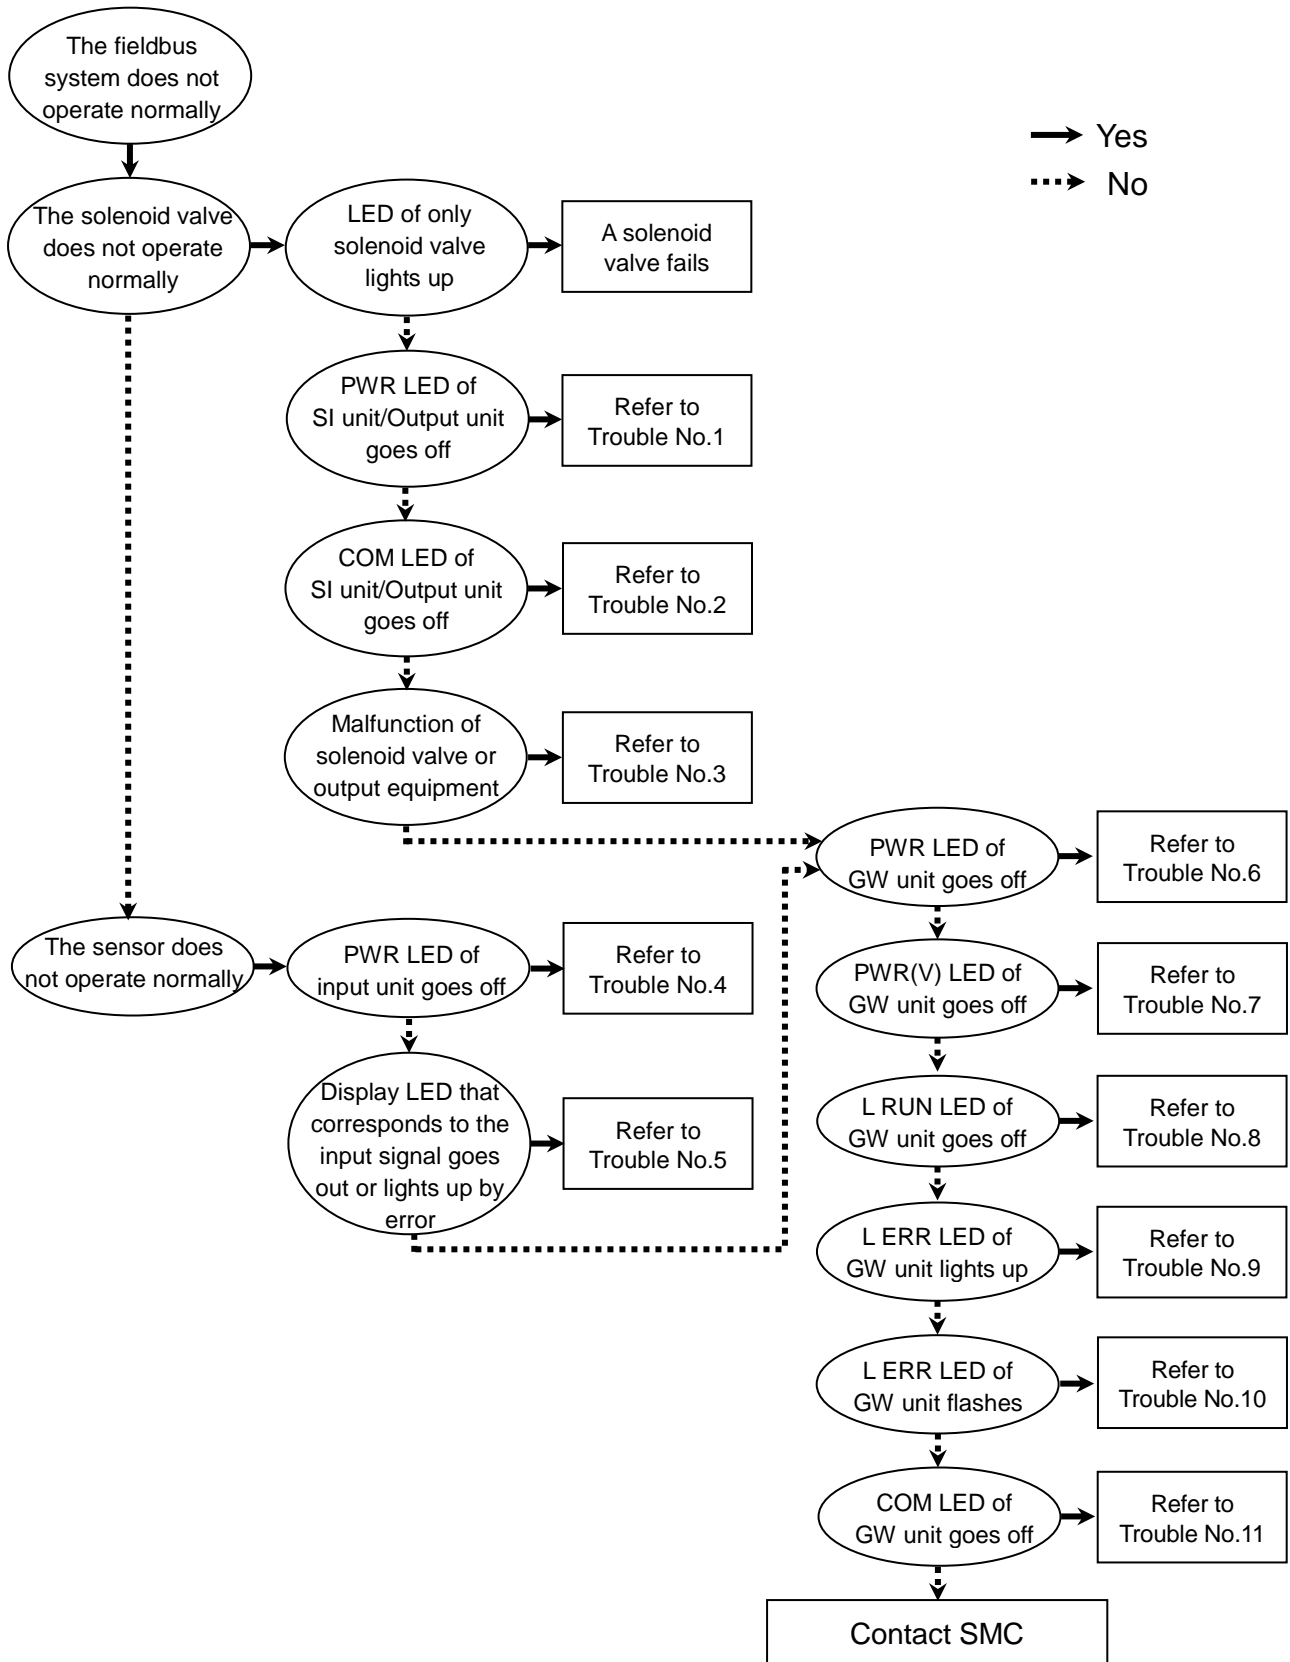 The fieldbus
system does not
operate normally
Yes
No
The solenoid valve
does not operate
normally
LED of only
solenoid valve
lights up
A solenoid
valve fails
PWR LED of
SI unit/Output unit
goes off
Refer to
Trouble No.1
COM LED of
SI unit/Output unit
goes off
Refer to
Trouble No.2
Malfunction of
solenoid valve or
output equipment
Refer to
Trouble No.3
The sensor does
not operate normally
PWR LED of
input unit goes off
Refer to
Trouble No.4
Display LED that
corresponds to the
input signal goes
out or lights up by
error
Refer to
Trouble No.5
PWR LED of
GW unit goes off
Refer to
Trouble No.6
PWR(V) LED of
GW unit goes off
Refer to
Trouble No.7
L RUN LED of
GW unit goes off
Refer to
Trouble No.8
L ERR LED of
GW unit lights up
Refer to
Trouble No.9
L ERR LED of
GW unit flashes
Refer to
Trouble No.10
COM LED of
GW unit goes off
Refer to
Trouble No.11
Contact SMC